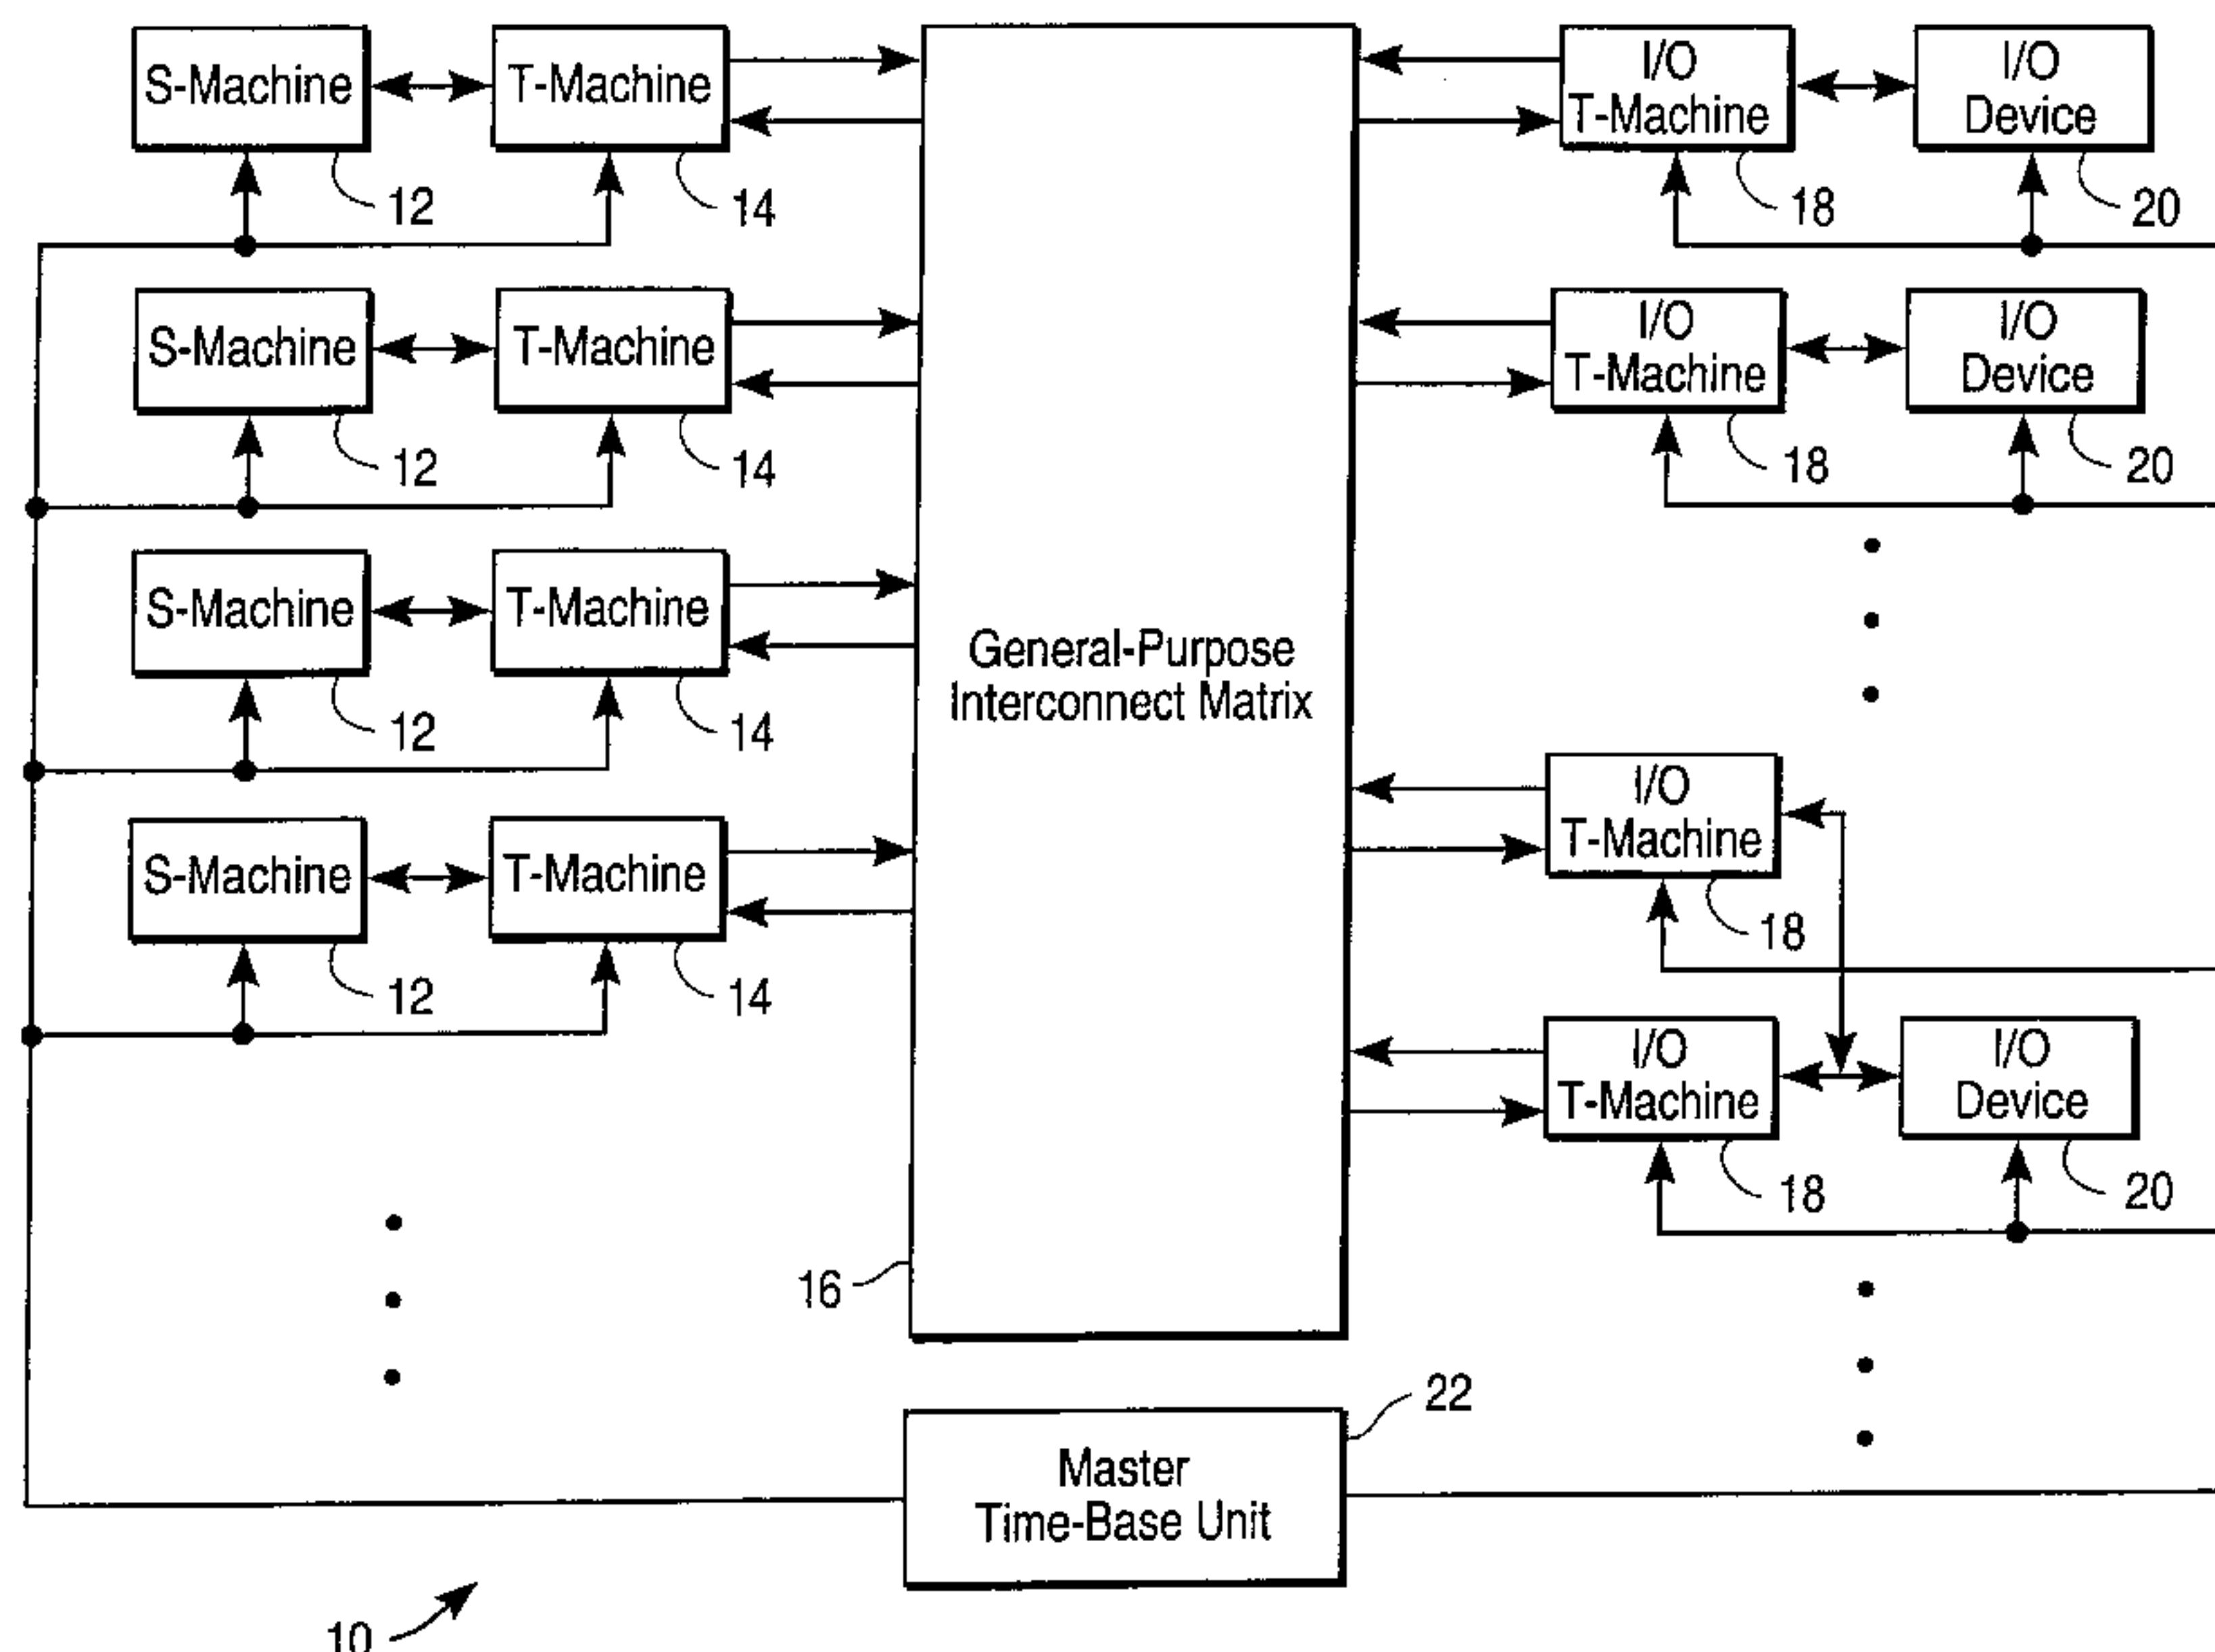 S-Machine
T-Machine
I/O
T-Machine
I/O
Device
12
14
18
20
S-Machine
T-Machine
I/O
T-Machine
I/O
Device
12
14
18
20
S-Machine
T-Machine
12
14
General-Purpose
Interconnect Matrix
I/O
T-Machine
18
S-Machine
T-Machine
12
14
I/O
T-Machine
I/O
Device
18
20
16
22
Master
Time-Base Unit
10